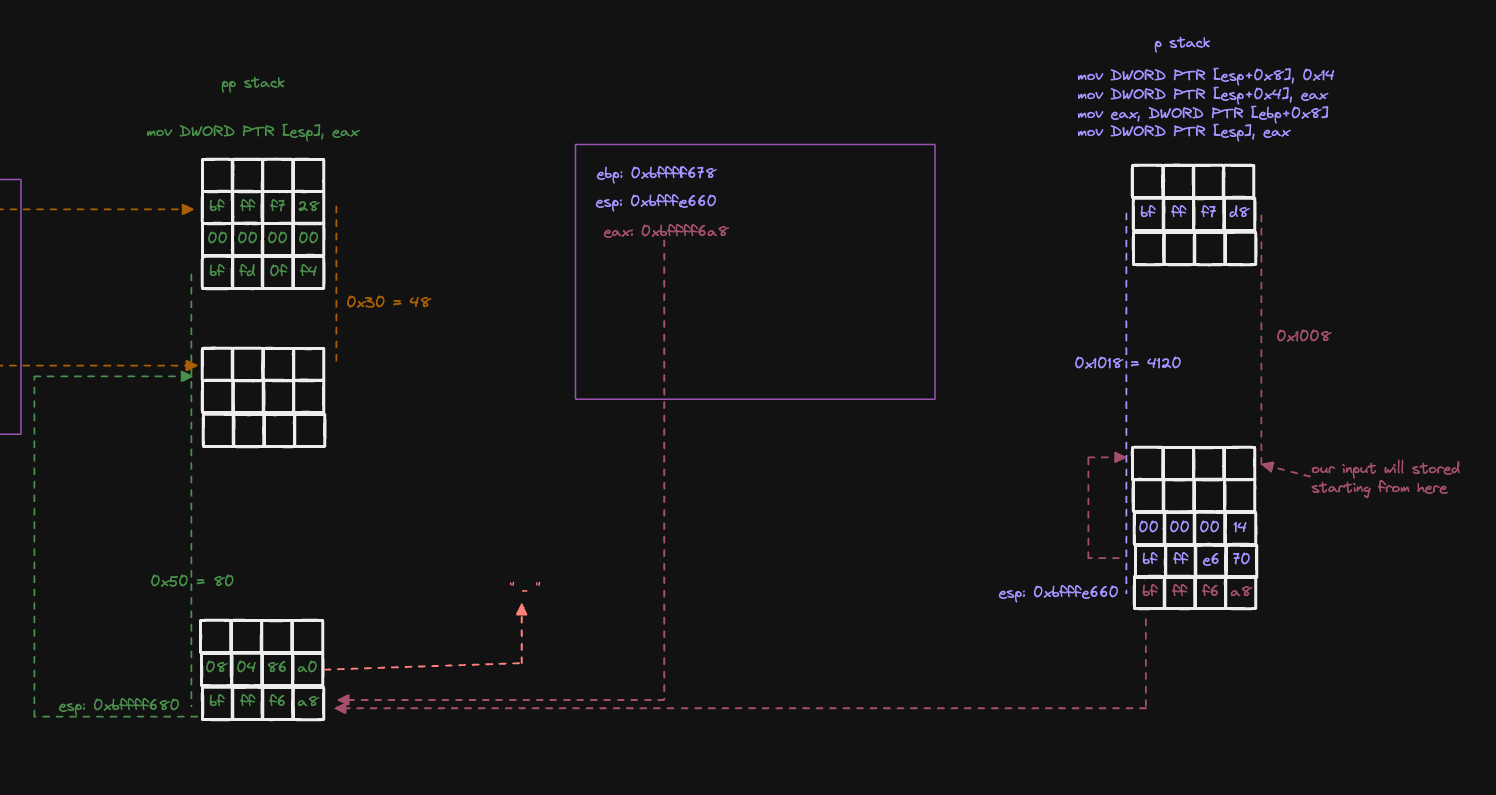 pp stack
mov DWORD PTR [esp], eax
bf ff f7 28
00 00 00 00
bf fd 0f f4
0x30 = 48
0x50 = 80
08 04 86 a0
esp: 0xbffff680
bf ff f6 a8
" - "
ebp: 0xbffff678
esp: 0xbfffe660
eax: 0xbffff6a8
p stack
mov DWORD PTR [esp+0x8], 0x14
mov DWORD PTR [esp+0x4], eax
mov eax, DWORD PTR [ebp+0x8]
mov DWORD PTR [esp], eax
bf ff f7 d8
0x1008
0x1018 = 4120
our input will stored
starting from here
00 00 00 14
bf ff e6 70
esp: 0xbfffe660
bf ff f6 a8